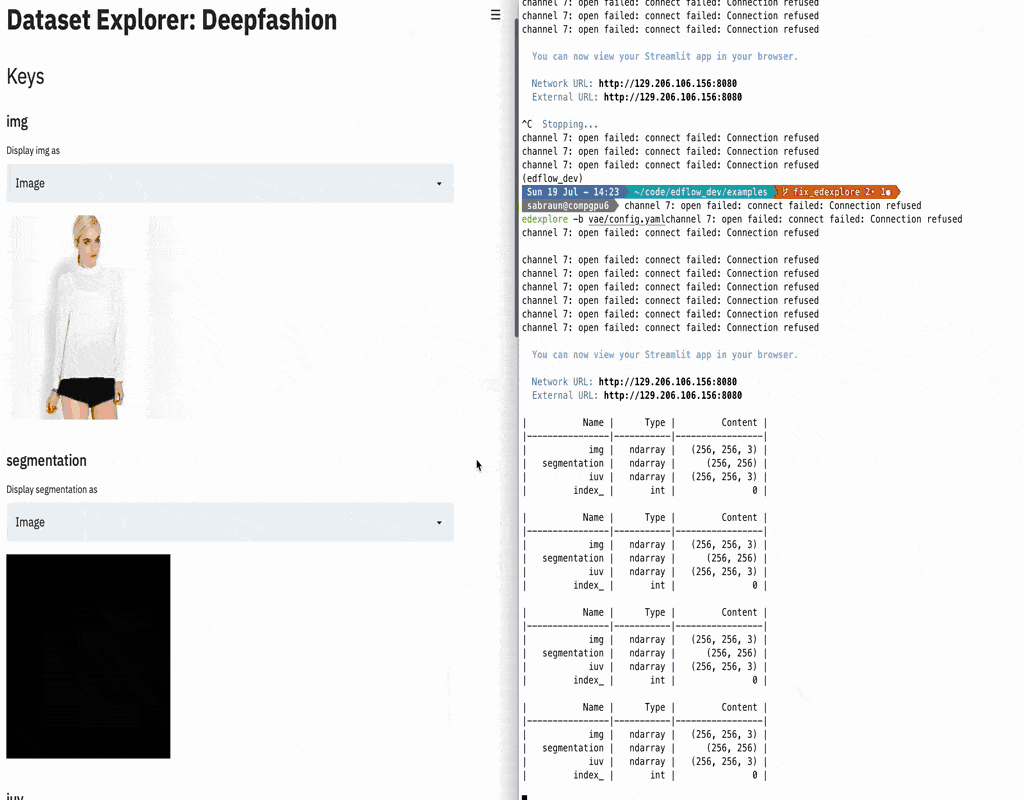 Dataset Explorer: Deepfashion
Keys
img
Display img as
Image
segmentation
Display segmentation as
Image
iuv
channel 7: open failed: connect failed: Connection refused
channel 7: open failed: connect failed: Connection refused
channel 7: open failed: connect failed: Connection refused
You can now view your Streamlit app in your browser.
Network URL: http://129.206.106.156:8080
External URL: http://129.206.106.156:8080
^C  Stopping...
channel 7: open failed: connect failed: Connection refused
channel 7: open failed: connect failed: Connection refused
channel 7: open failed: connect failed: Connection refused
(edflow_dev)
Sun 19 Jul – 14:23 ~/code/edflow_dev/examples fix_edexplore 2• 1●
sabraun@compgpu6 channel 7: open failed: connect failed: Connection refused
edexplore -b vae/config.yamlchannel 7: open failed: connect failed: Connection refused
channel 7: open failed: connect failed: Connection refused
channel 7: open failed: connect failed: Connection refused
channel 7: open failed: connect failed: Connection refused
channel 7: open failed: connect failed: Connection refused
channel 7: open failed: connect failed: Connection refused
channel 7: open failed: connect failed: Connection refused
channel 7: open failed: connect failed: Connection refused
You can now view your Streamlit app in your browser.
Network URL: http://129.206.106.156:8080
External URL: http://129.206.106.156:8080
| Name | Type | Content |
|----------------|-----------|-----------------|
| img | ndarray | (256, 256, 3) |
| segmentation | ndarray | (256, 256) |
| iuv | ndarray | (256, 256, 3) |
| index_ | int | 0 |
| Name | Type | Content |
|----------------|-----------|-----------------|
| img | ndarray | (256, 256, 3) |
| segmentation | ndarray | (256, 256) |
| iuv | ndarray | (256, 256, 3) |
| index_ | int | 0 |
| Name | Type | Content |
|----------------|-----------|-----------------|
| img | ndarray | (256, 256, 3) |
| segmentation | ndarray | (256, 256) |
| iuv | ndarray | (256, 256, 3) |
| index_ | int | 0 |
| Name | Type | Content |
|----------------|-----------|-----------------|
| img | ndarray | (256, 256, 3) |
| segmentation | ndarray | (256, 256) |
| iuv | ndarray | (256, 256, 3) |
| index_ | int | 0 |